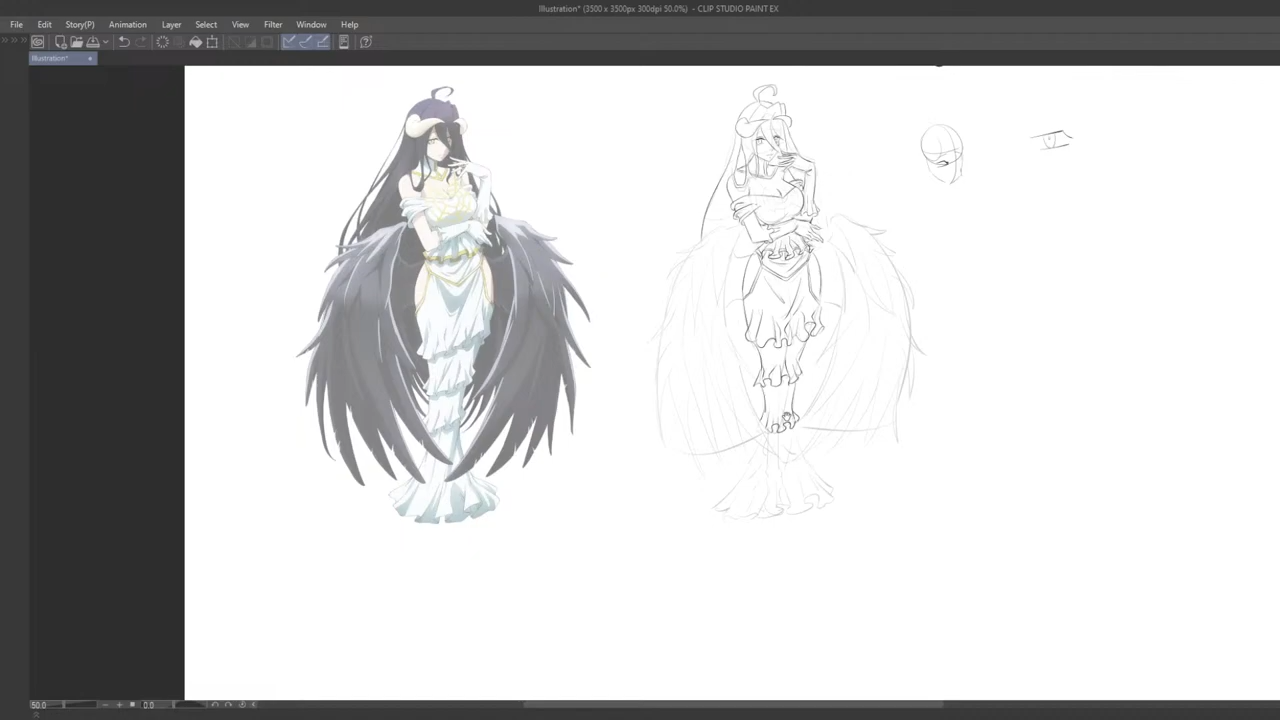 Illustration* (3500 x 3500px 300dpi 50.0%) - CLIP STUDIO PAINT EX
File Edit Story(P) Animation Layer Select View Filter Window Help
Illustration*
50.0 0.0